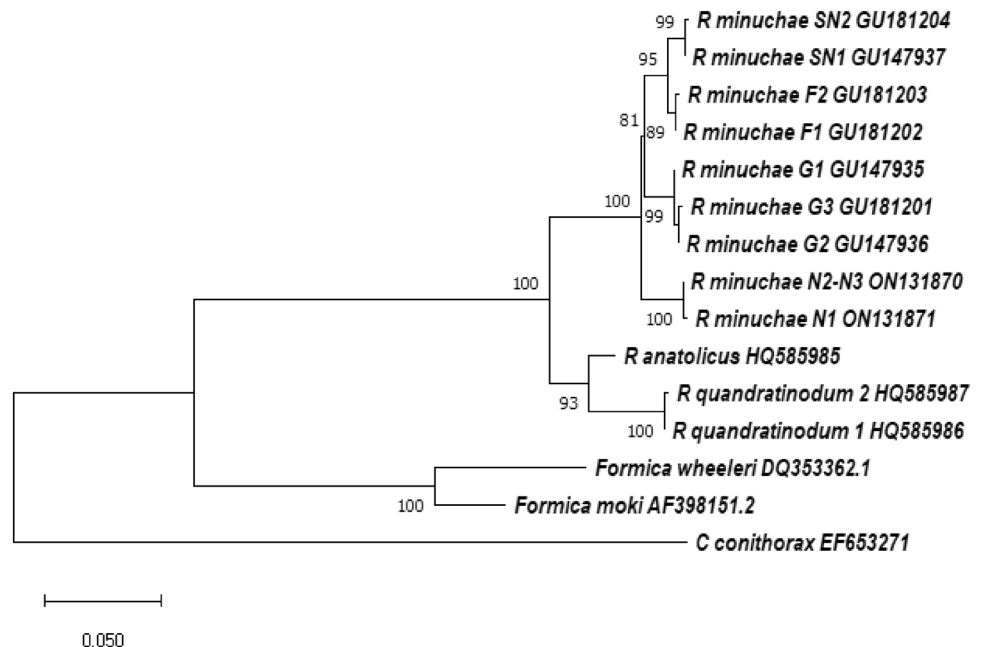 99
R minuchae SN2 GU181204
R minuchae SN1 GU147937
95
R minuchae F2 GU181203
89
R minuchae F1 GU181202
81
R minuchae G1 GU147935
100
R minuchae G3 GU181201
99
R minuchae G2 GU147936
R minuchae N2-N3 ON131870
100
R minuchae N1 ON131871
100
R anatolicus HQ585985
93
R quandratinodum 2 HQ585987
100
R quandratinodum 1 HQ585986
Formica wheeleri DQ353362.1
100
Formica moki AF398151.2
C conithorax EF653271
0.050